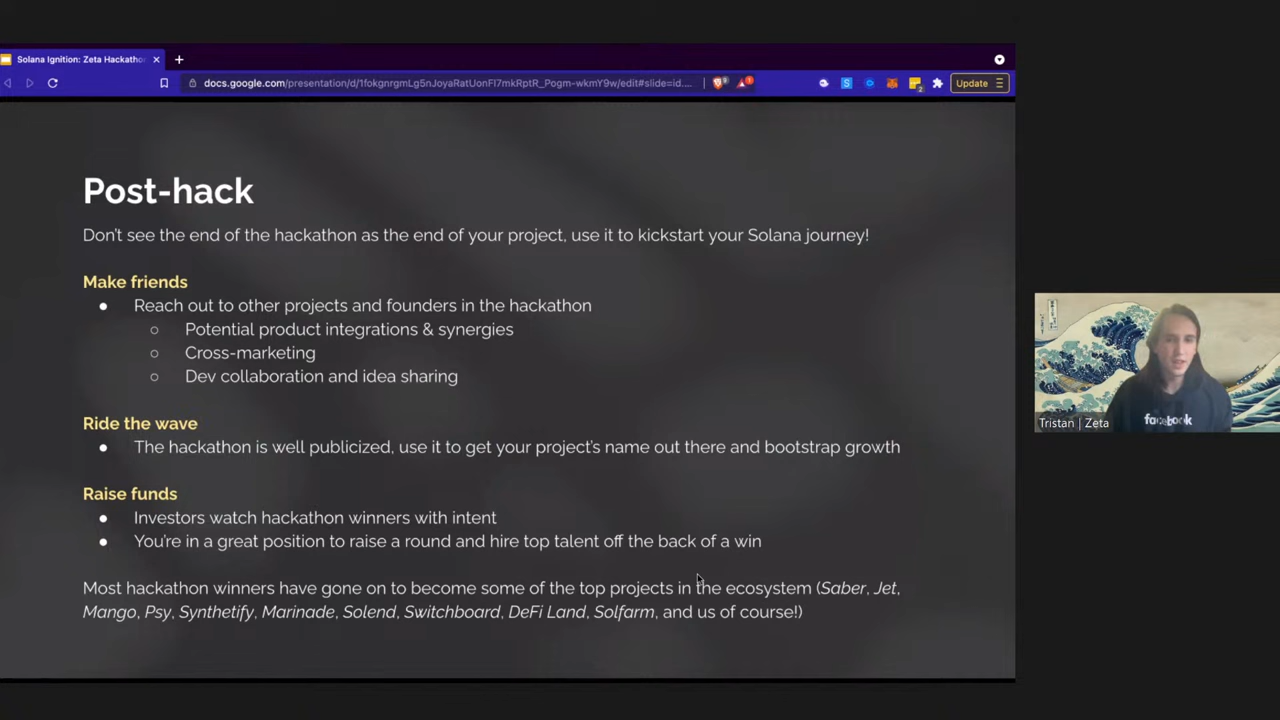 Solana Ignition: Zeta Hackatho
docs.google.com/presentation/d/1fokgnrgmLg5nJoyaRatUonFl7mkRptR_Pogm-wkmY9w/edit#slide=id....
Update
Post-hack
Don't see the end of the hackathon as the end of your project, use it to kickstart your Solana journey!
Make friends
● Reach out to other projects and founders in the hackathon
○ Potential product integrations & synergies
○ Cross-marketing
○ Dev collaboration and idea sharing
Ride the wave
● The hackathon is well publicized, use it to get your project's name out there and bootstrap growth
Raise funds
● Investors watch hackathon winners with intent
● You're in a great position to raise a round and hire top talent off the back of a win
Most hackathon winners have gone on to become some of the top projects in the ecosystem (Saber, Jet,
Mango, Psy, Synthetify, Marinade, Solend, Switchboard, DeFi Land, Solfarm, and us of course!)
facebook
Tristan | Zeta